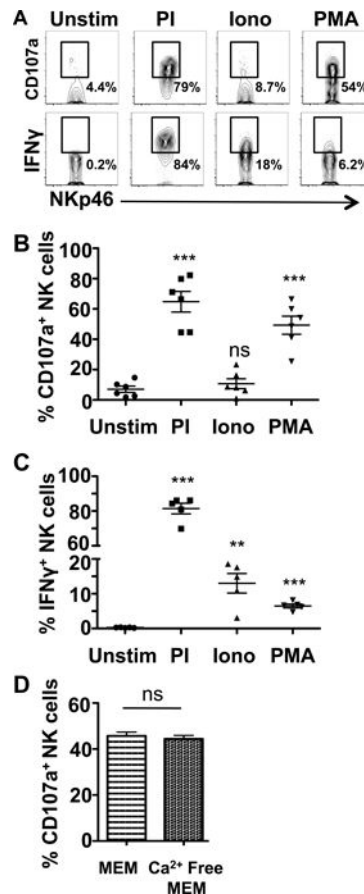 A Unstim PI Iono PMA
CD107a
4.4% 79% 8.7% 54%
IFNγ
0.2% 84% 18% 6.2%
NKp46
B
% CD107a+ NK cells
100
80
60
40
20
0
*** ns ***
Unstim PI Iono PMA
C
% IFNγ+ NK cells
100
80
60
20
10
0
*** ** ***
Unstim PI Iono PMA
D
% CD107a+ NK cells
60
40
20
0
ns
MEM Ca2+ Free
MEM